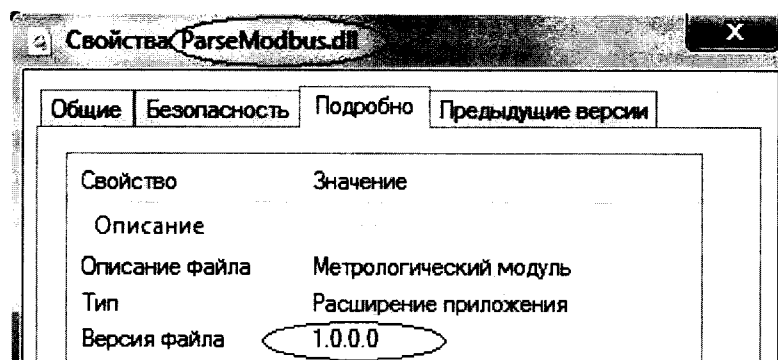 Свойства: ParseModbus.dll
X
Общие Безопасность Подробно Предыдущие версии
Свойство Значение
Описание
Описание файла Метрологический модуль
Тип Расширение приложения
Версия файла 1.0.0.0